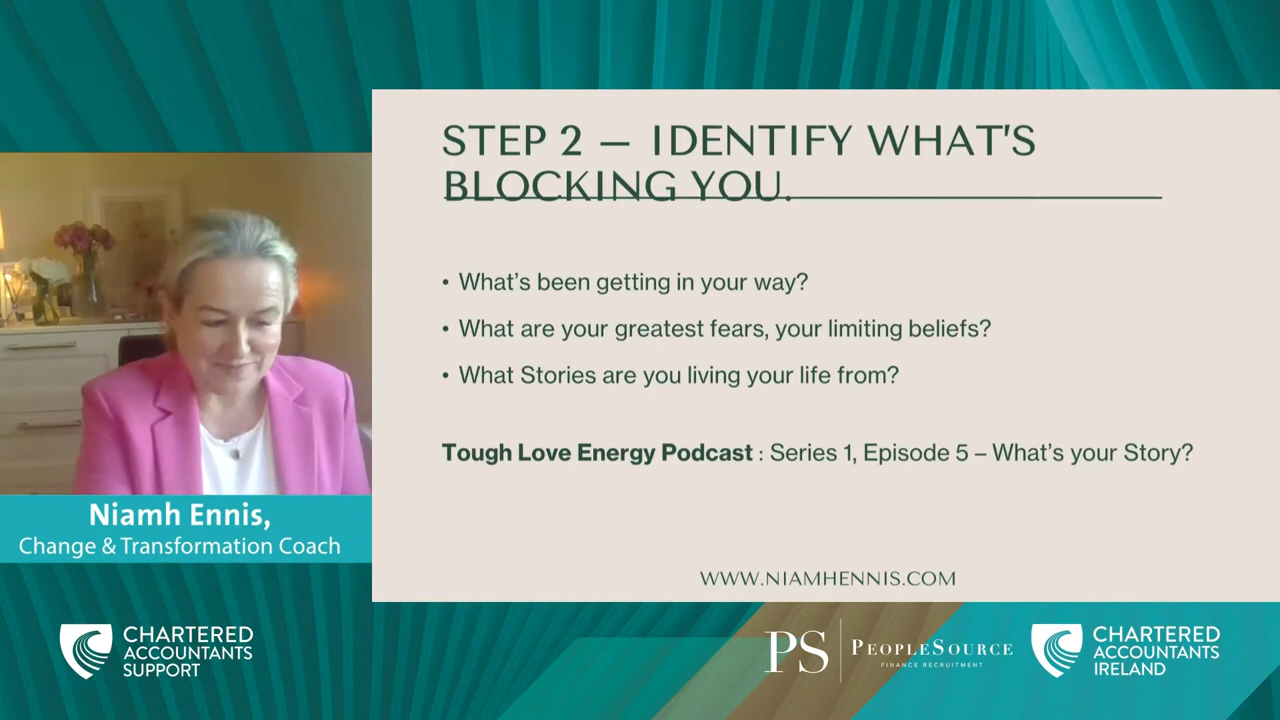 STEP 2 – IDENTIFY WHAT'S
BLOCKING YOU.
• What's been getting in your way?
• What are your greatest fears, your limiting beliefs?
• What Stories are you living your life from?
Tough Love Energy Podcast : Series 1, Episode 5 – What's your Story?
WWW.NIAMHENNIS.COM
Niamh Ennis,
Change & Transformation Coach
CHARTERED
ACCOUNTANTS
SUPPORT
PS
PEOPLESOURCE
FINANCE RECRUITMENT
CHARTERED
ACCOUNTANTS
IRELAND